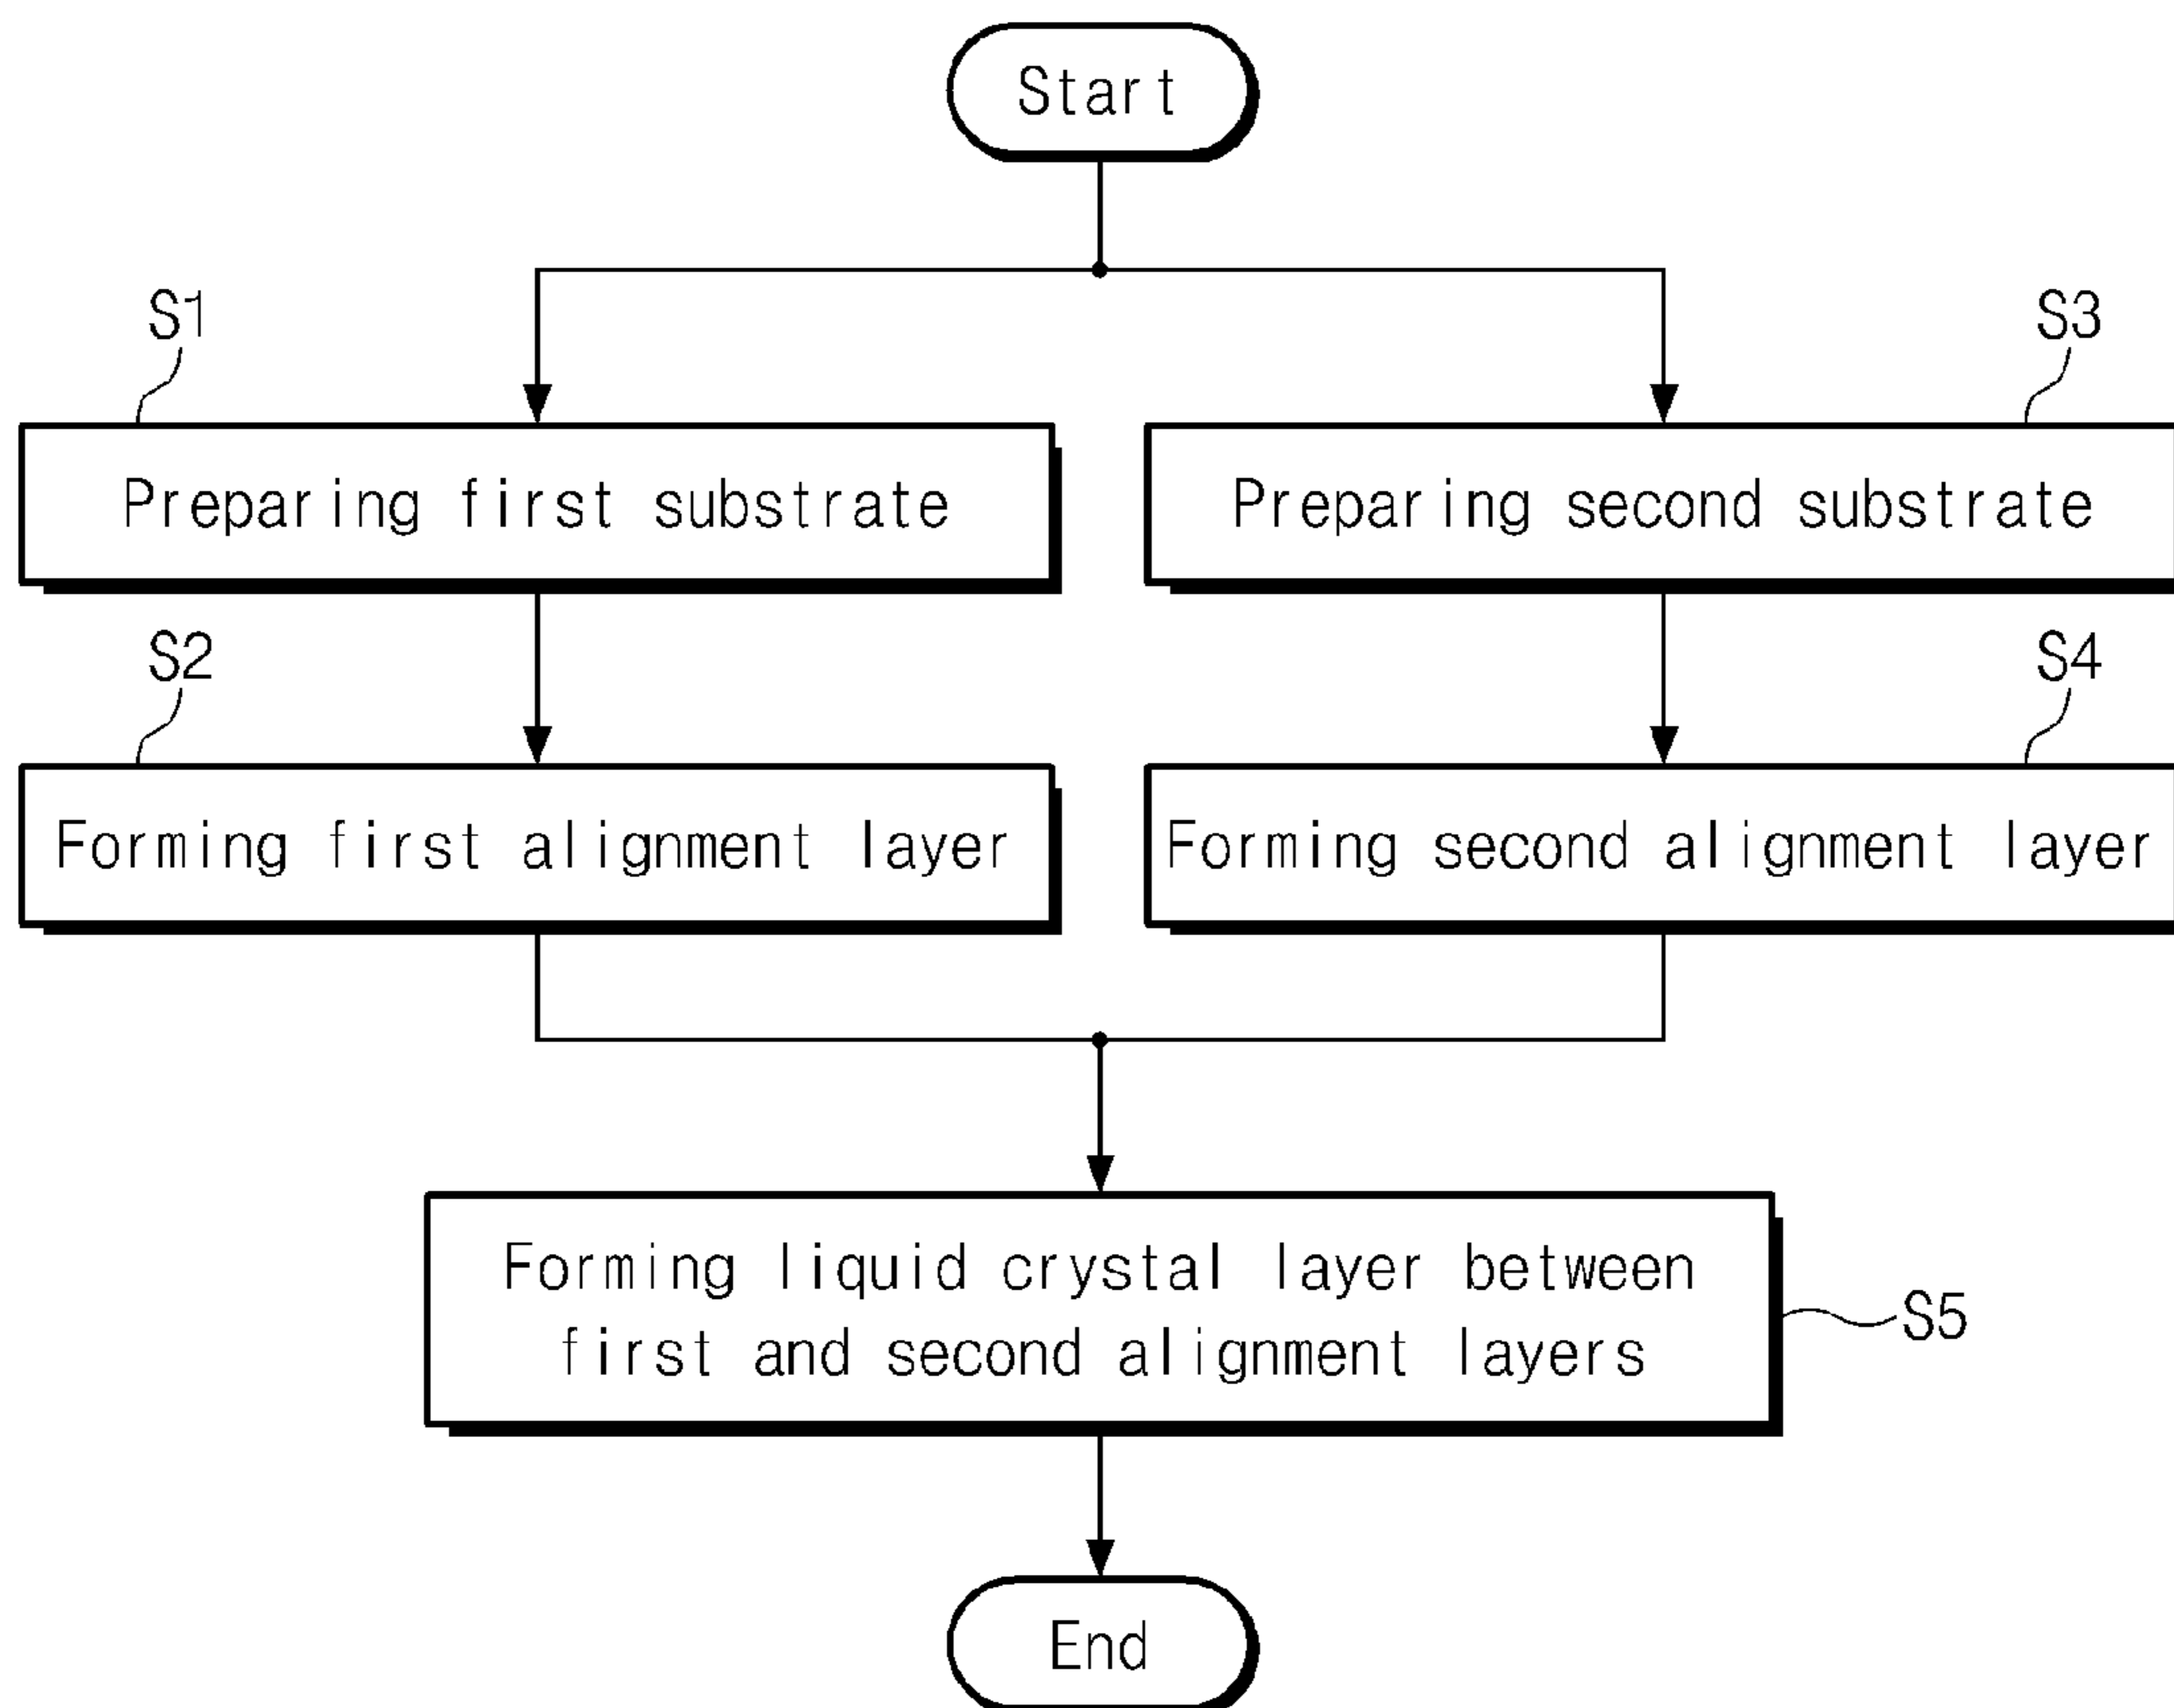 Start
S1
S3
Preparing first substrate
Preparing second substrate
S2
S4
Forming first alignment layer
Forming second alignment layer
Forming liquid crystal layer between
first and second alignment layers
S5
End